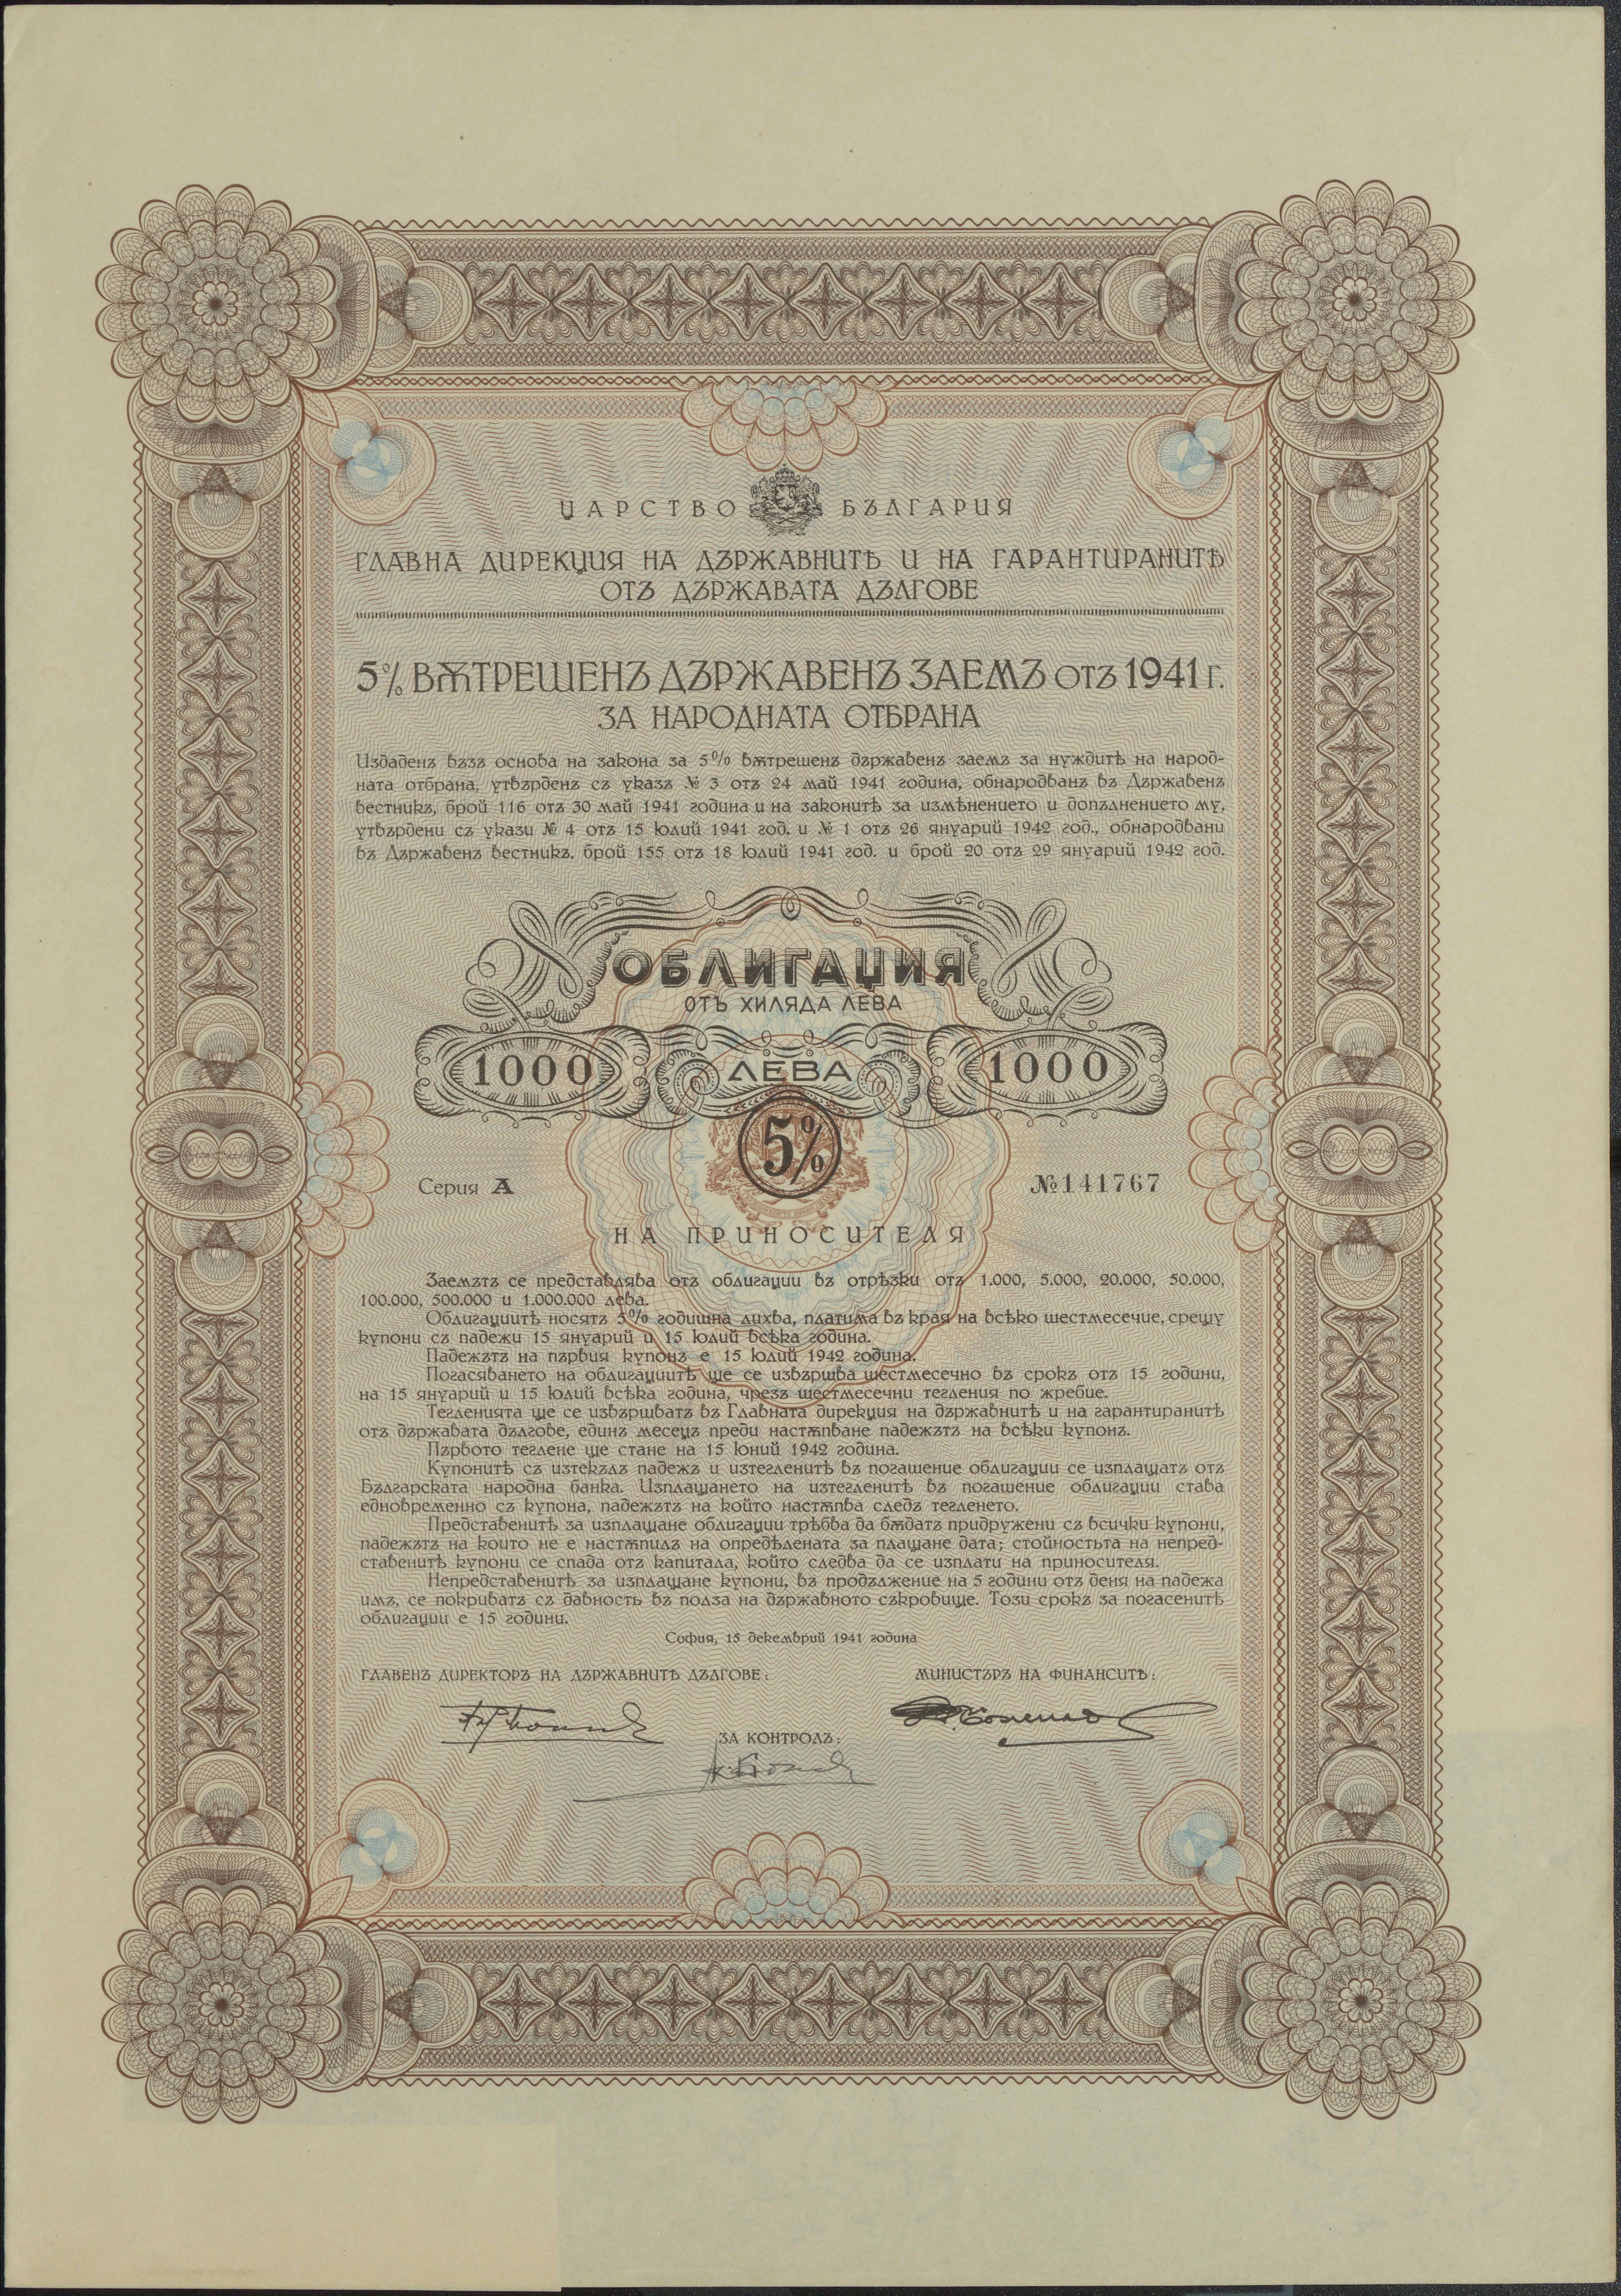 ЦАРСТВО БЪЛГАРИЯ
ГЛАВНА ДИРЕКЦИЯ НА ДЪРЖАВНИТѢ И НА ГАРАНТИРАНИТѢ
ОТЪ ДЪРЖАВАТА ДЪЛГОВЕ
5% ВѪТРЕШЕНЪ ДЪРЖАВЕНЪ ЗАЕМЪ ОТЪ 1941 Г.
ЗА НАРОДНАТА ОТБРАНА
Издаденъ възъ основа на закона за 5% вѫтрешенъ държавенъ заемъ за нуждитѣ на народ-
ната отбрана, утвърденъ съ указъ № 3 отъ 24 май 1941 година, обнародванъ въ Държавенъ
вестникъ, брой 116 отъ 30 май 1941 година и на законитѣ за измѣнението и допълнението му,
утвърдени съ укази № 4 отъ 15 юлий 1941 год. и № 1 отъ 26 януарий 1942 год., обнародвани
въ Държавенъ вестникъ, брой 155 отъ 18 юлий 1941 год. и брой 20 отъ 29 януарий 1942 год.
ОБЛИГАЦИЯ
ОТЪ ХИЛЯДА ЛЕВА
1000 ЛЕВА 1000
5%
Серия А №141767
НА ПРИНОСИТЕЛЯ
Заемътъ се представлява отъ облигации въ отрѣзки отъ 1.000, 5.000, 20.000, 50.000,
100.000, 500.000 и 1.000.000 лева.
Облигациитѣ носятъ 5% годишна лихва, платима въ края на всѣко шестмесечие, срещу
купони съ падежи 15 януарий и 15 юлий всѣка година.
Падежътъ на първия купонъ е 15 юлий 1942 година.
Погасяването на облигациитѣ ще се извършва шестмесечно въ срокъ отъ 15 години,
на 15 януарий и 15 юлий всѣка година, чрезъ шестмесечни тегления по жребие.
Тегленията ще се извършватъ въ Главната дирекция на държавнитѣ и на гарантиранитѣ
отъ държавата дългове, единъ месецъ преди настѫпване падежътъ на всѣки купонъ.
Първото теглене ще стане на 15 юний 1942 година.
Купонитѣ съ изтекълъ падежъ и изтегленитѣ въ погашение облигации се изплащатъ отъ
Българската народна банка. Изплащането на изтегленитѣ въ погашение облигации става
едновременно съ купона, падежътъ на който настѫпва следъ тегленето.
Представенитѣ за изплащане облигации трѣбва да бѫдатъ придружени съ всички купони,
падежътъ на които не е настѫпилъ на опредѣлената за плащане дата; стойностьта на непред-
ставенитѣ купони се спада отъ капитала, който следва да се изплати на приносителя.
Непредставенитѣ за изплащане купони, въ продължение на 5 години отъ деня на падежа
имъ, се покриватъ съ давность въ полза на държавното съкровище. Този срокъ за погасенитѣ
облигации е 15 години.
София, 15 декемврий 1941 година
ГЛАВЕНЪ ДИРЕКТОРЪ НА ДЪРЖАВНИТѢ ДЪЛГОВЕ: МИНИСТЪРЪ НА ФИНАНСИТѢ:
ЗА КОНТРОЛЪ: